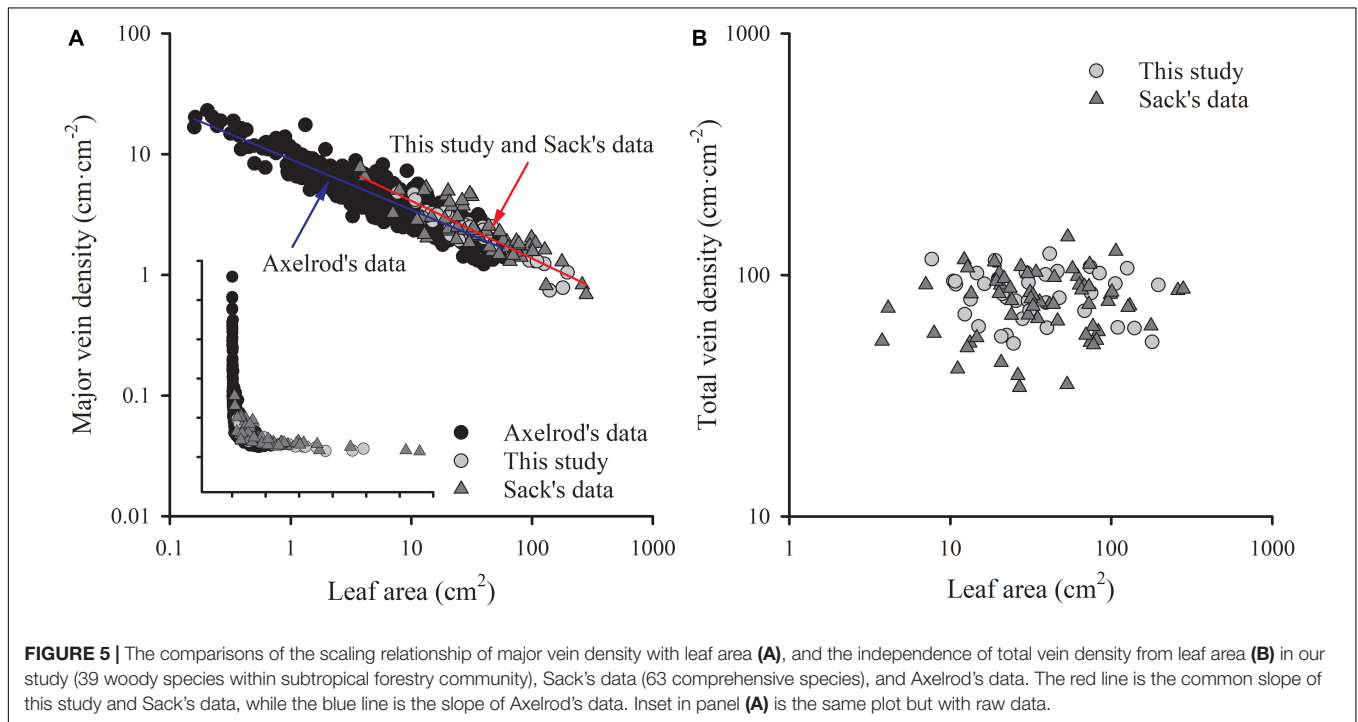 A
100
10
1
0.1
0.01
Major vein density (cm·cm⁻²)
This study and Sack's data
Axelrod's data
Axelrod's data
This study
Sack's data
0.1 1 10 100 1000
Leaf area (cm²)
B
1000
100
10
Total vein density (cm·cm⁻²)
This study
Sack's data
1 10 100 1000
Leaf area (cm²)
FIGURE 5 | The comparisons of the scaling relationship of major vein density with leaf area (A), and the independence of total vein density from leaf area (B) in our
study (39 woody species within subtropical forestry community), Sack's data (63 comprehensive species), and Axelrod's data. The red line is the common slope of
this study and Sack's data, while the blue line is the slope of Axelrod's data. Inset in panel (A) is the same plot but with raw data.